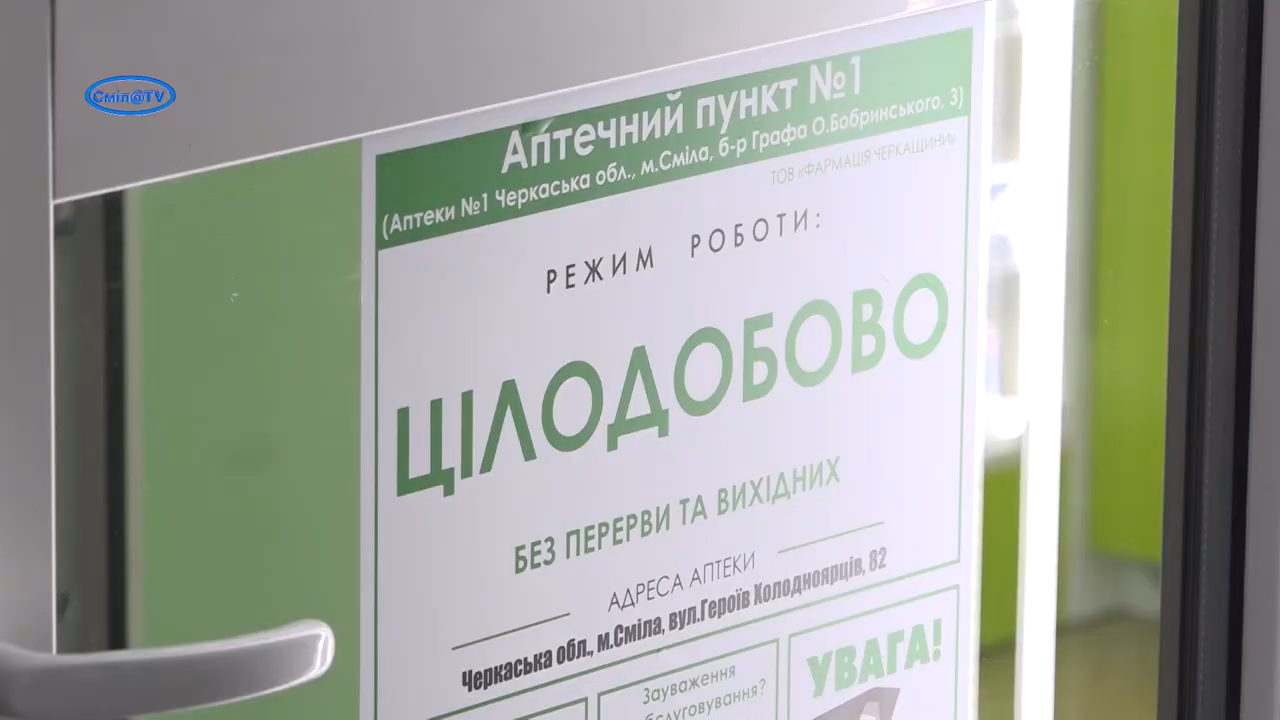 Сміл@TV
Аптечний пункт №1
(Аптеки №1 Черкаська обл., м.Сміла, б-р Графа О.Бобринського, 3)
ТОВ «ФАРМАЦІЯ ЧЕРКАЩИНИ»
РЕЖИМ РОБОТИ:
ЦІЛОДОБОВО
БЕЗ ПЕРЕРВИ ТА ВИХІДНИХ
АДРЕСА АПТЕКИ
Черкаська обл., м.Сміла, вул.Героїв Холодноярців, 82
Зауваження
бслуговування?
УВАГА!